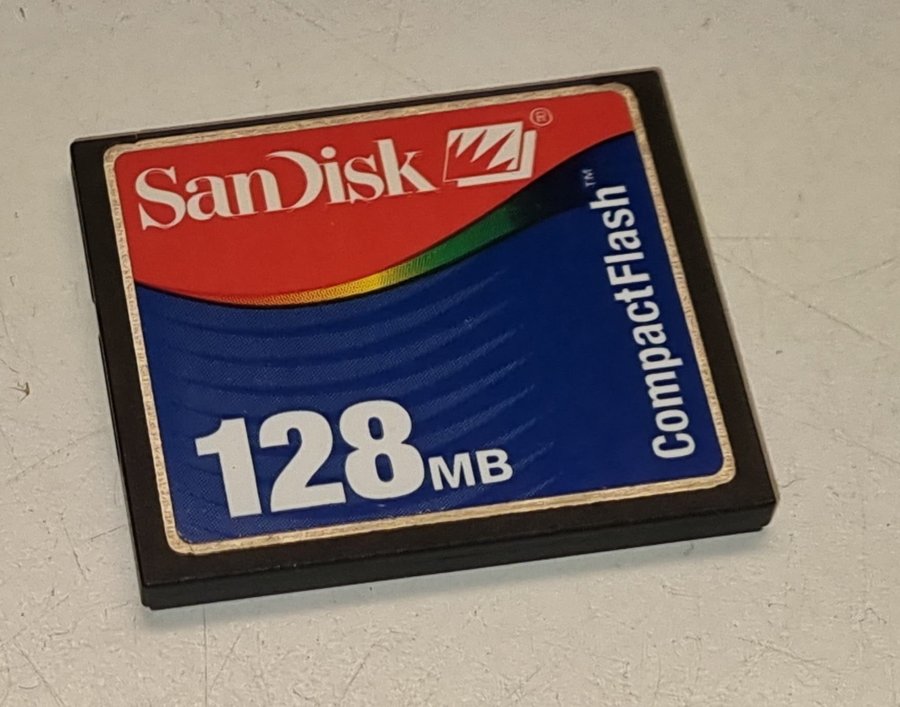 SanDisk ®
CompactFlash™
128MB